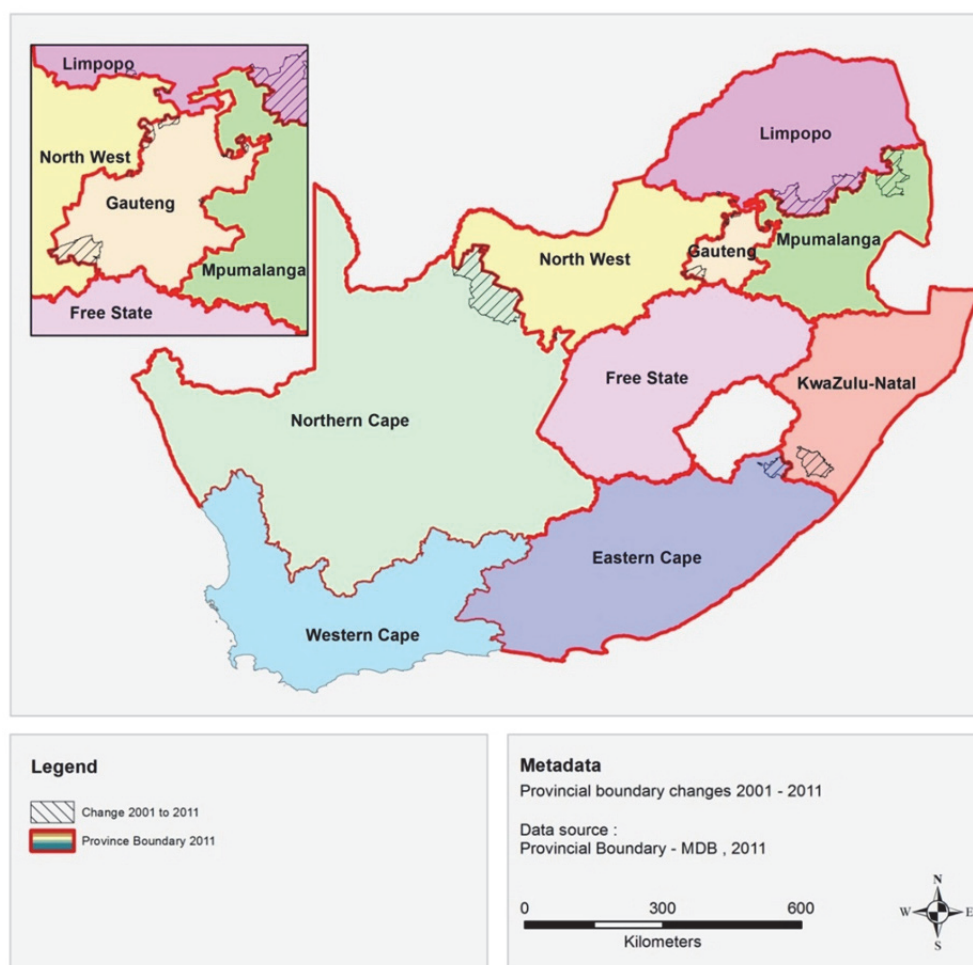 Limpopo
North West
Gauteng
Mpumalanga
Free State
Limpopo
North West
Gauteng
Mpumalanga
Free State
KwaZulu-Natal
Northern Cape
Eastern Cape
Western Cape
Legend
Change 2001 to 2011
Province Boundary 2011
Metadata
Provincial boundary changes 2001 - 2011
Data source :
Provincial Boundary - MDB , 2011
0 300 600
Kilometers
N
W E
S